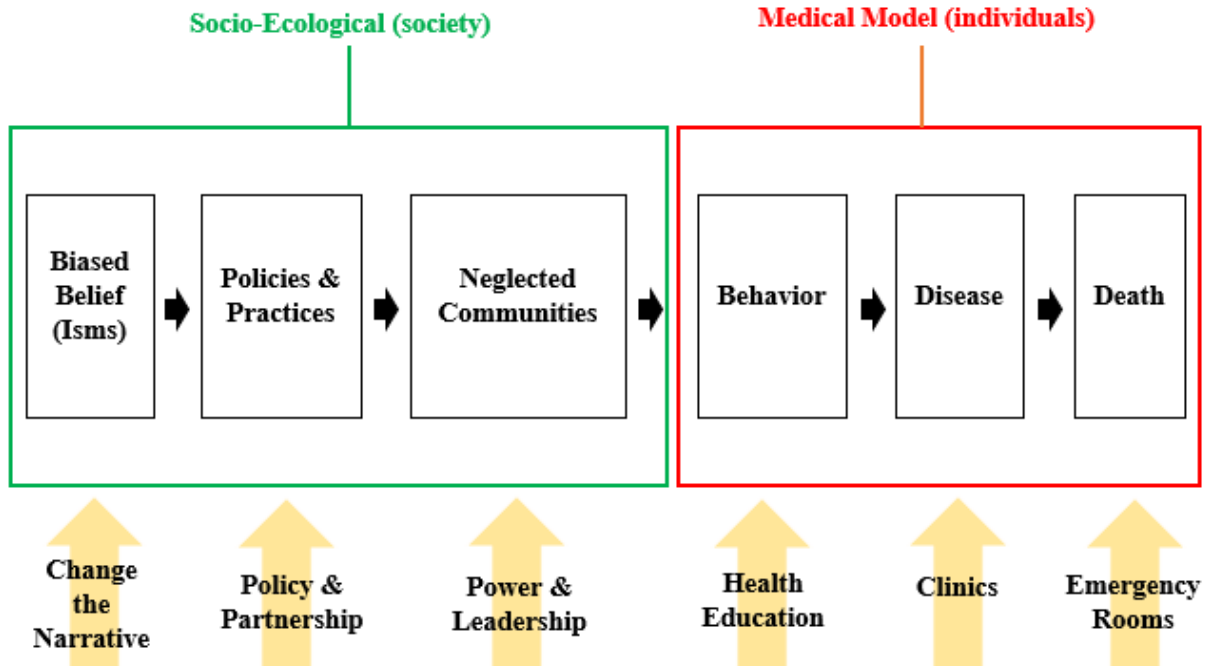 Socio-Ecological (society)
Medical Model (individuals)
Biased
Belief
(Isms)
Policies &
Practices
Neglected
Communities
Behavior
Disease
Death
Change
the
Narrative
Policy &
Partnership
Power &
Leadership
Health
Education
Clinics
Emergency
Rooms